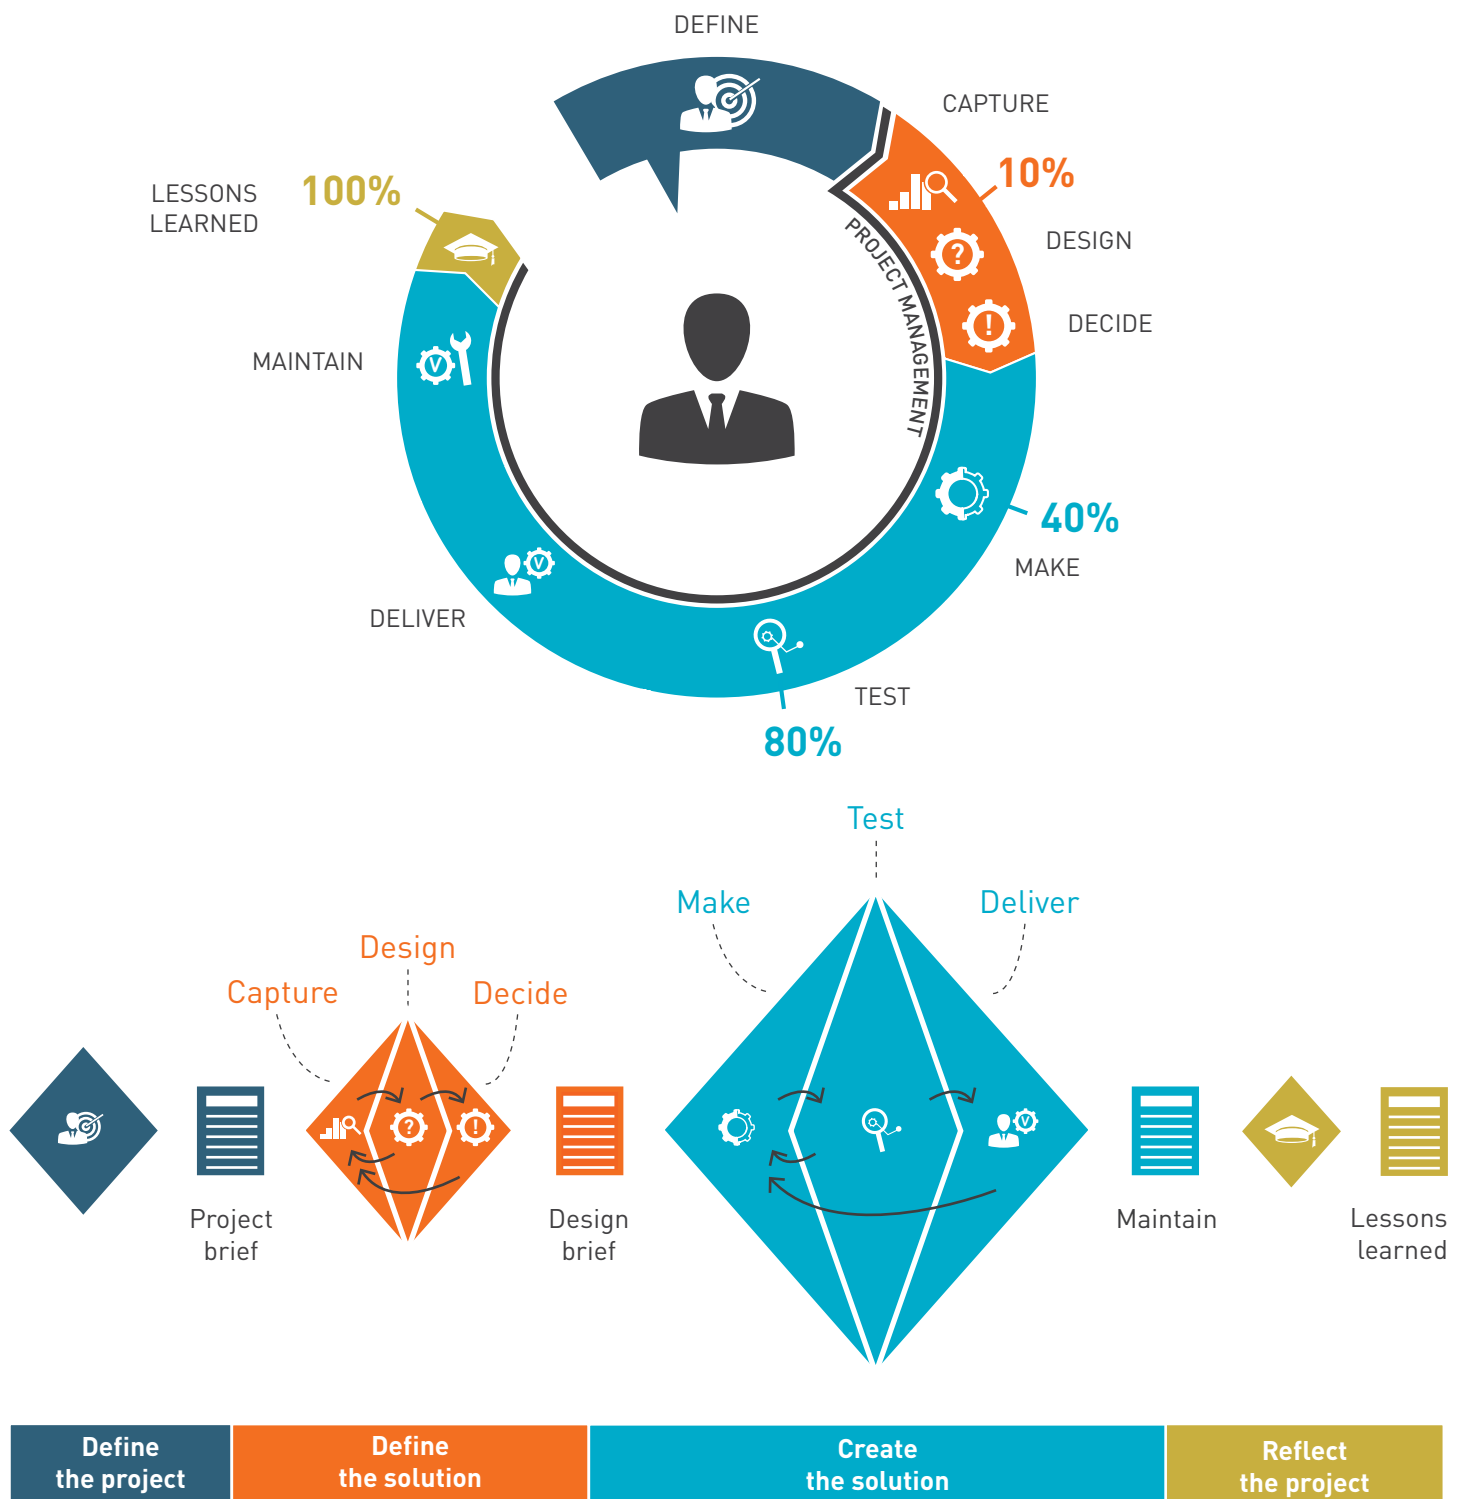 DEFINE
CAPTURE
10%
DESIGN
DECIDE
PROJECT MANAGEMENT
40%
MAKE
TEST
80%
DELIVER
MAINTAIN
LESSONS
LEARNED
100%
?
!
V
V
Test
Make
Deliver
Design
Capture
Decide
?
!
V
Project
brief
Design
brief
Maintain
Lessons
learned
Define
the project
Define
the solution
Create
the solution
Reflect
the project